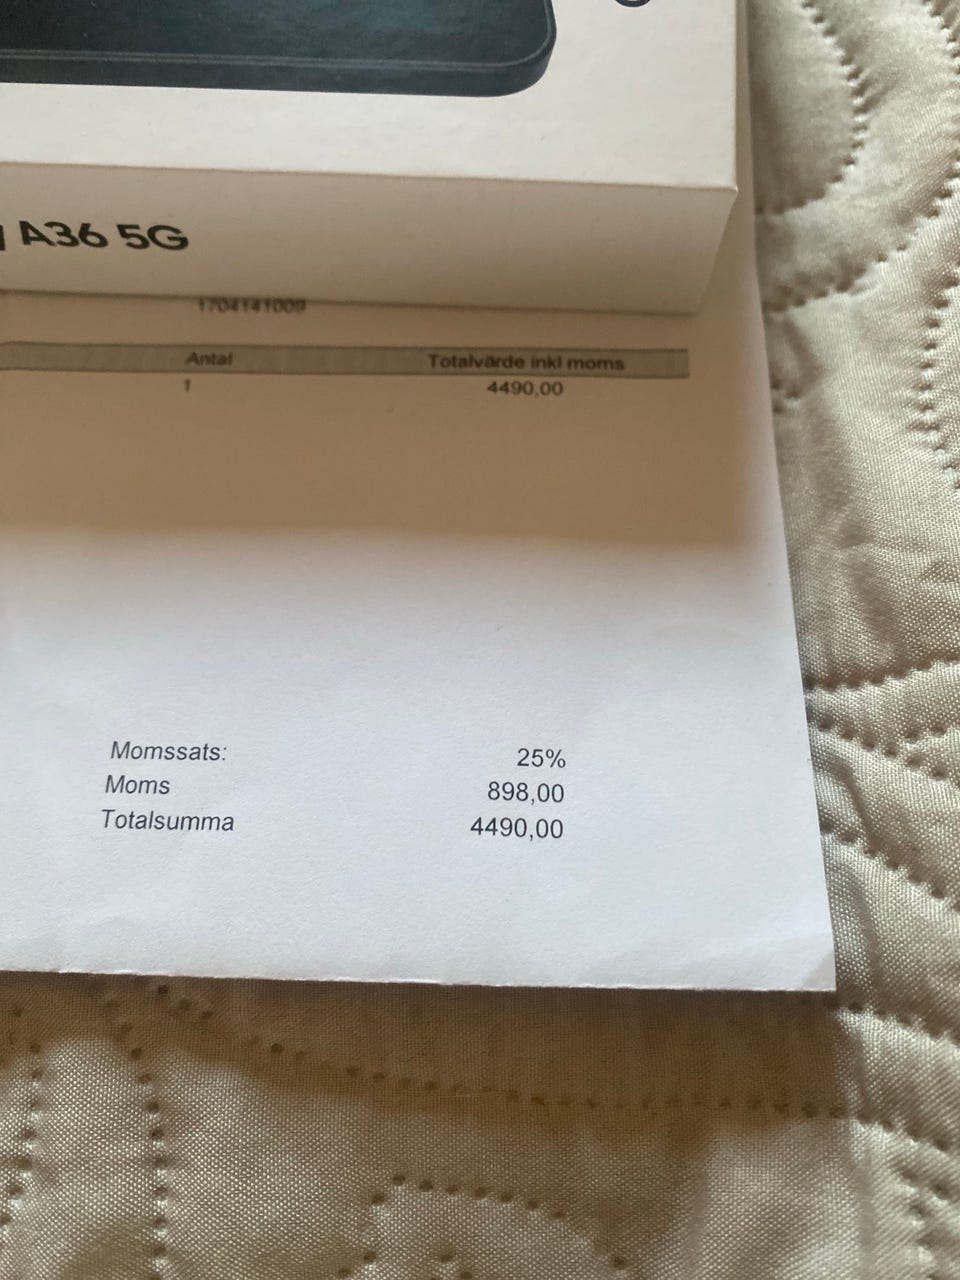 A36 5G
1704141009
Antal Totalvärde inkl moms
1 4490,00
Momssats: 25%
Moms 898,00
Totalsumma 4490,00